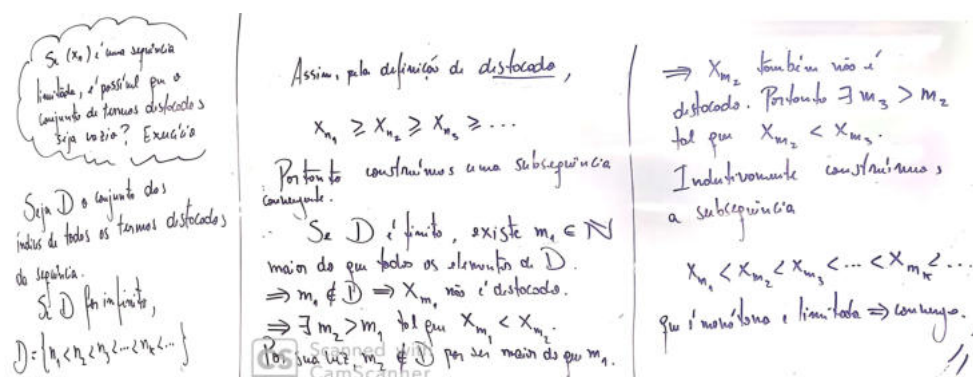 Se (xₙ) é uma sequência
limitada, é possível que o
conjunto de termos destacados
seja vazio? Exercício
Seja D o conjunto dos
índices de todos os termos destacados
da sequência.
Se D for infinito,
D = {n₁ < n₂ < n₃ < ... < nₖ < ...}
Assim, pela definição de destacado,
xₙ₁ ≥ xₙ₂ ≥ xₙ₃ ≥ ...
Portanto construímos uma subsequência
convergente.
Se D é finito, existe m₁ ∈ ℕ
maior do que todos os elementos de D.
⇒ m₁ ∉ D ⇒ xₘ₁ não é destacado.
⇒ ∃ m₂ > m₁ tal que xₘ₁ < xₘ₂.
Por sua vez, m₂ ∉ D por ser maior do que m₁.
⇒ xₘ₂ também não é
destacado. Portanto ∃ m₃ > m₂
tal que xₘ₂ < xₘ₃.
Indutivamente construímos
a subsequência
xₘ₁ < xₘ₂ < xₘ₃ < ... < xₘₖ < ...
que é monótona e limitada ⇒ converge.
CS Scanned with
CamScanner